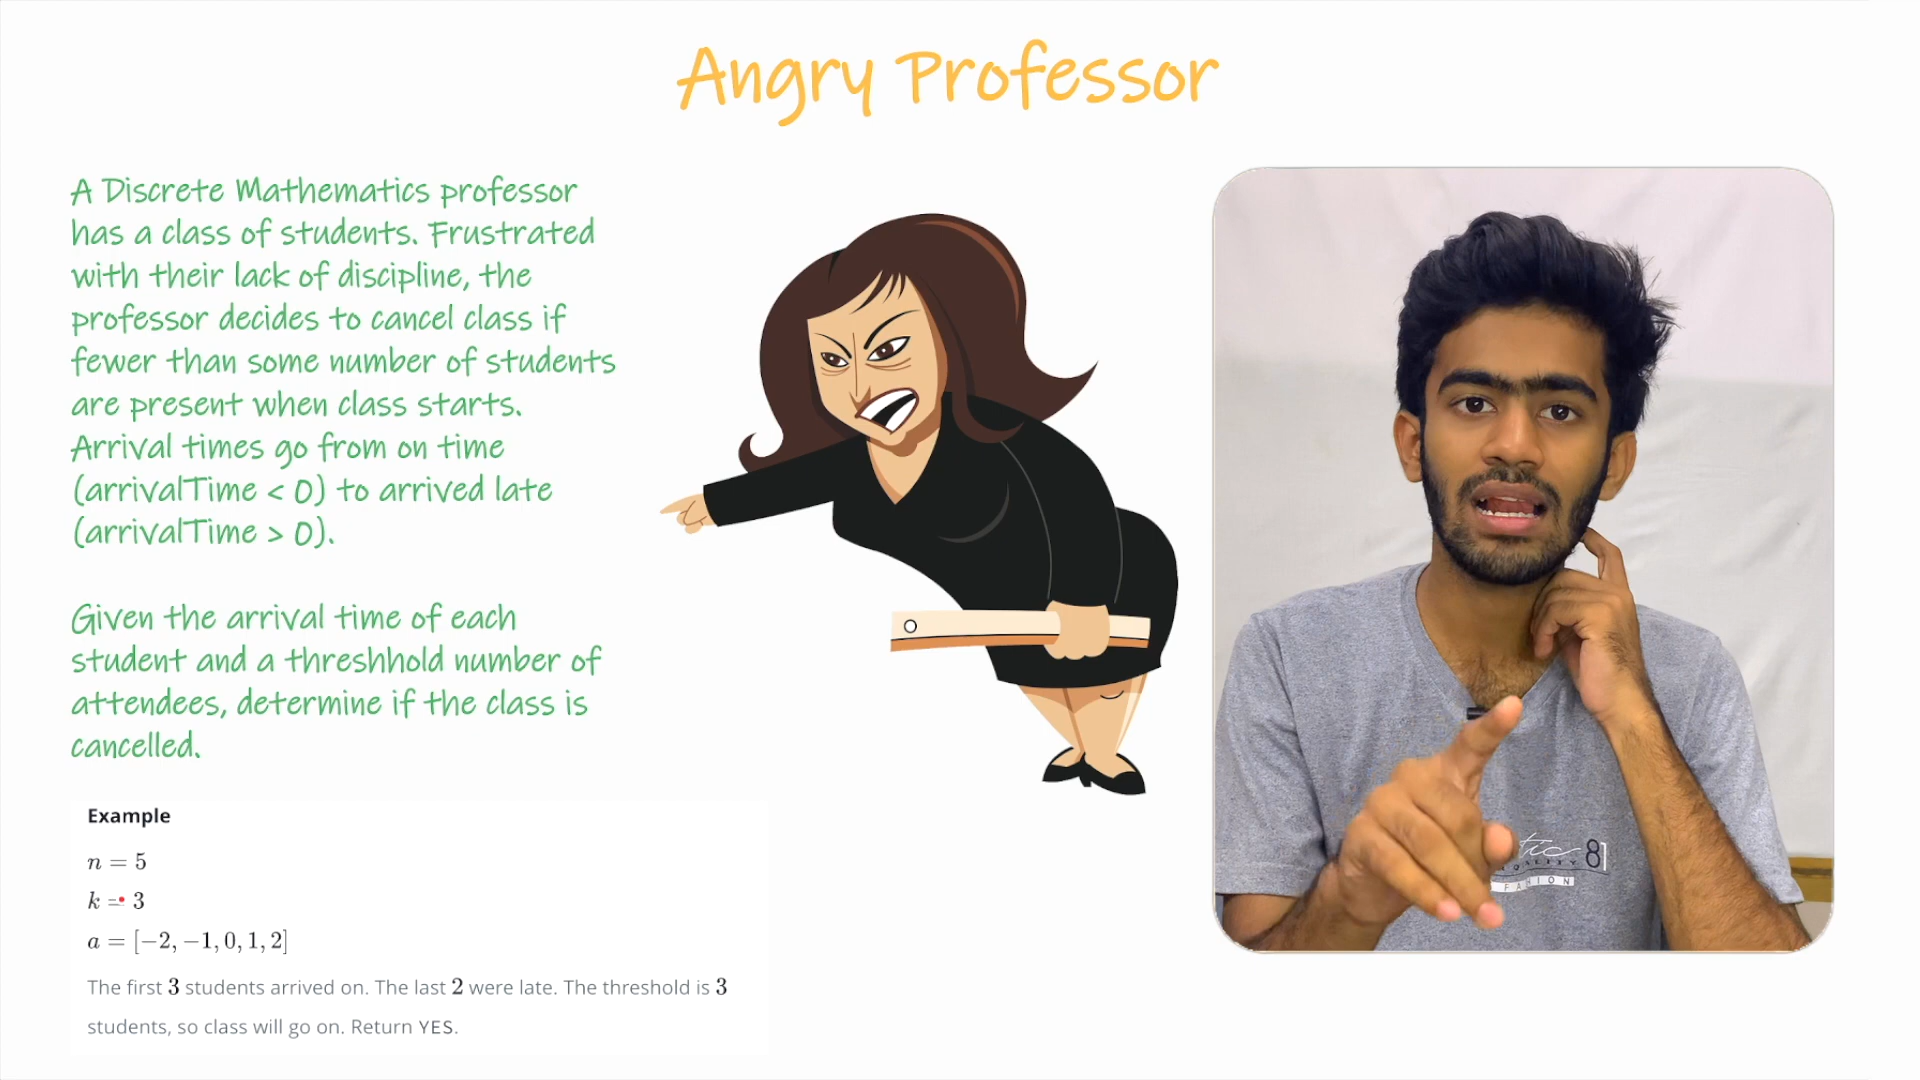 Angry Professor
A Discrete Mathematics professor
has a class of students. Frustrated
with their lack of discipline, the
professor decides to cancel class if
fewer than some number of students
are present when class starts.
Arrival times go from on time
(arrivalTime < 0) to arrived late
(arrivalTime > 0).
Given the arrival time of each
student and a threshhold number of
attendees, determine if the class is
cancelled.
Example
n = 5
k = 3
a = [−2, −1, 0, 1, 2]
The first 3 students arrived on. The last 2 were late. The threshold is 3
students, so class will go on. Return YES.
81
FASHION